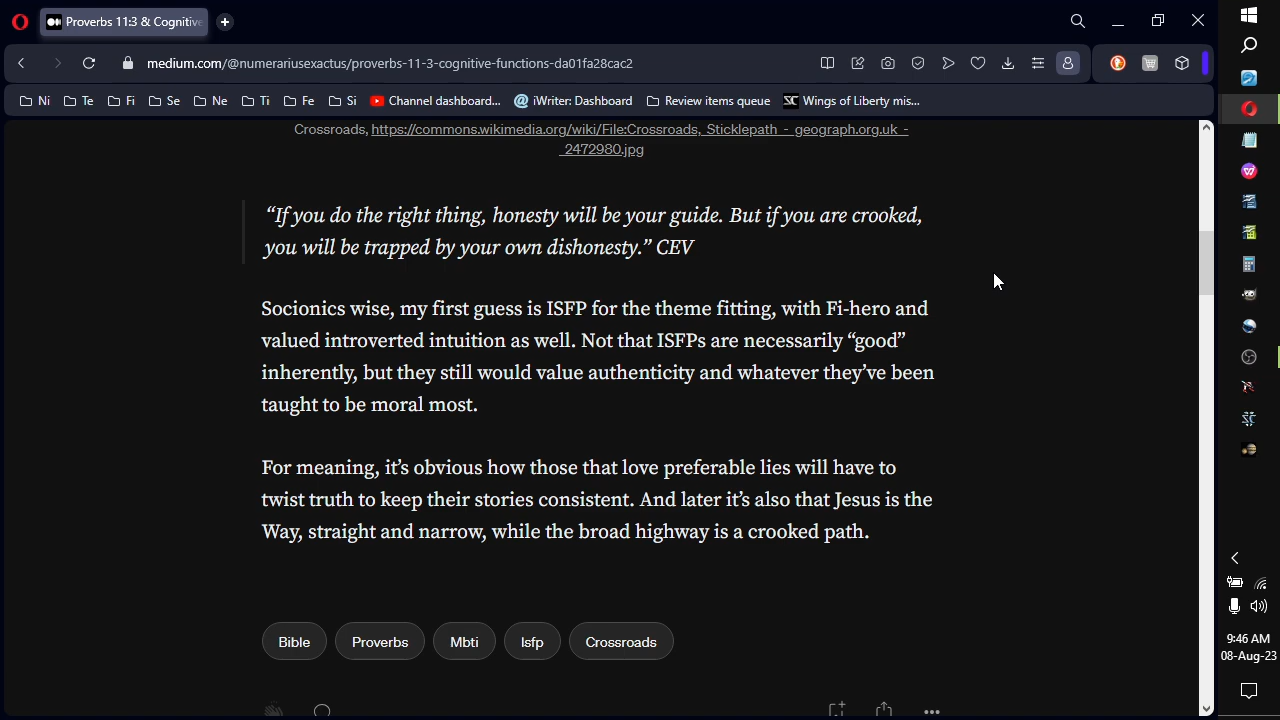 Proverbs 11:3 & Cognitive
medium.com/@numerariusexactus/proverbs-11-3-cognitive-functions-da01fa28cac2
Ni Te Fi Se Ne Ti Fe Si Channel dashboard... iWriter: Dashboard Review items queue Wings of Liberty mis...
Crossroads, https://commons.wikimedia.org/wiki/File:Crossroads,_Sticklepath_-_geograph.org.uk_-
_2472980.jpg
“If you do the right thing, honesty will be your guide. But if you are crooked,
you will be trapped by your own dishonesty.” CEV
Socionics wise, my first guess is ISFP for the theme fitting, with Fi-hero and
valued introverted intuition as well. Not that ISFPs are necessarily “good”
inherently, but they still would value authenticity and whatever they’ve been
taught to be moral most.
For meaning, it’s obvious how those that love preferable lies will have to
twist truth to keep their stories consistent. And later it’s also that Jesus is the
Way, straight and narrow, while the broad highway is a crooked path.
Bible Proverbs Mbti Isfp Crossroads
9:46 AM
08-Aug-23